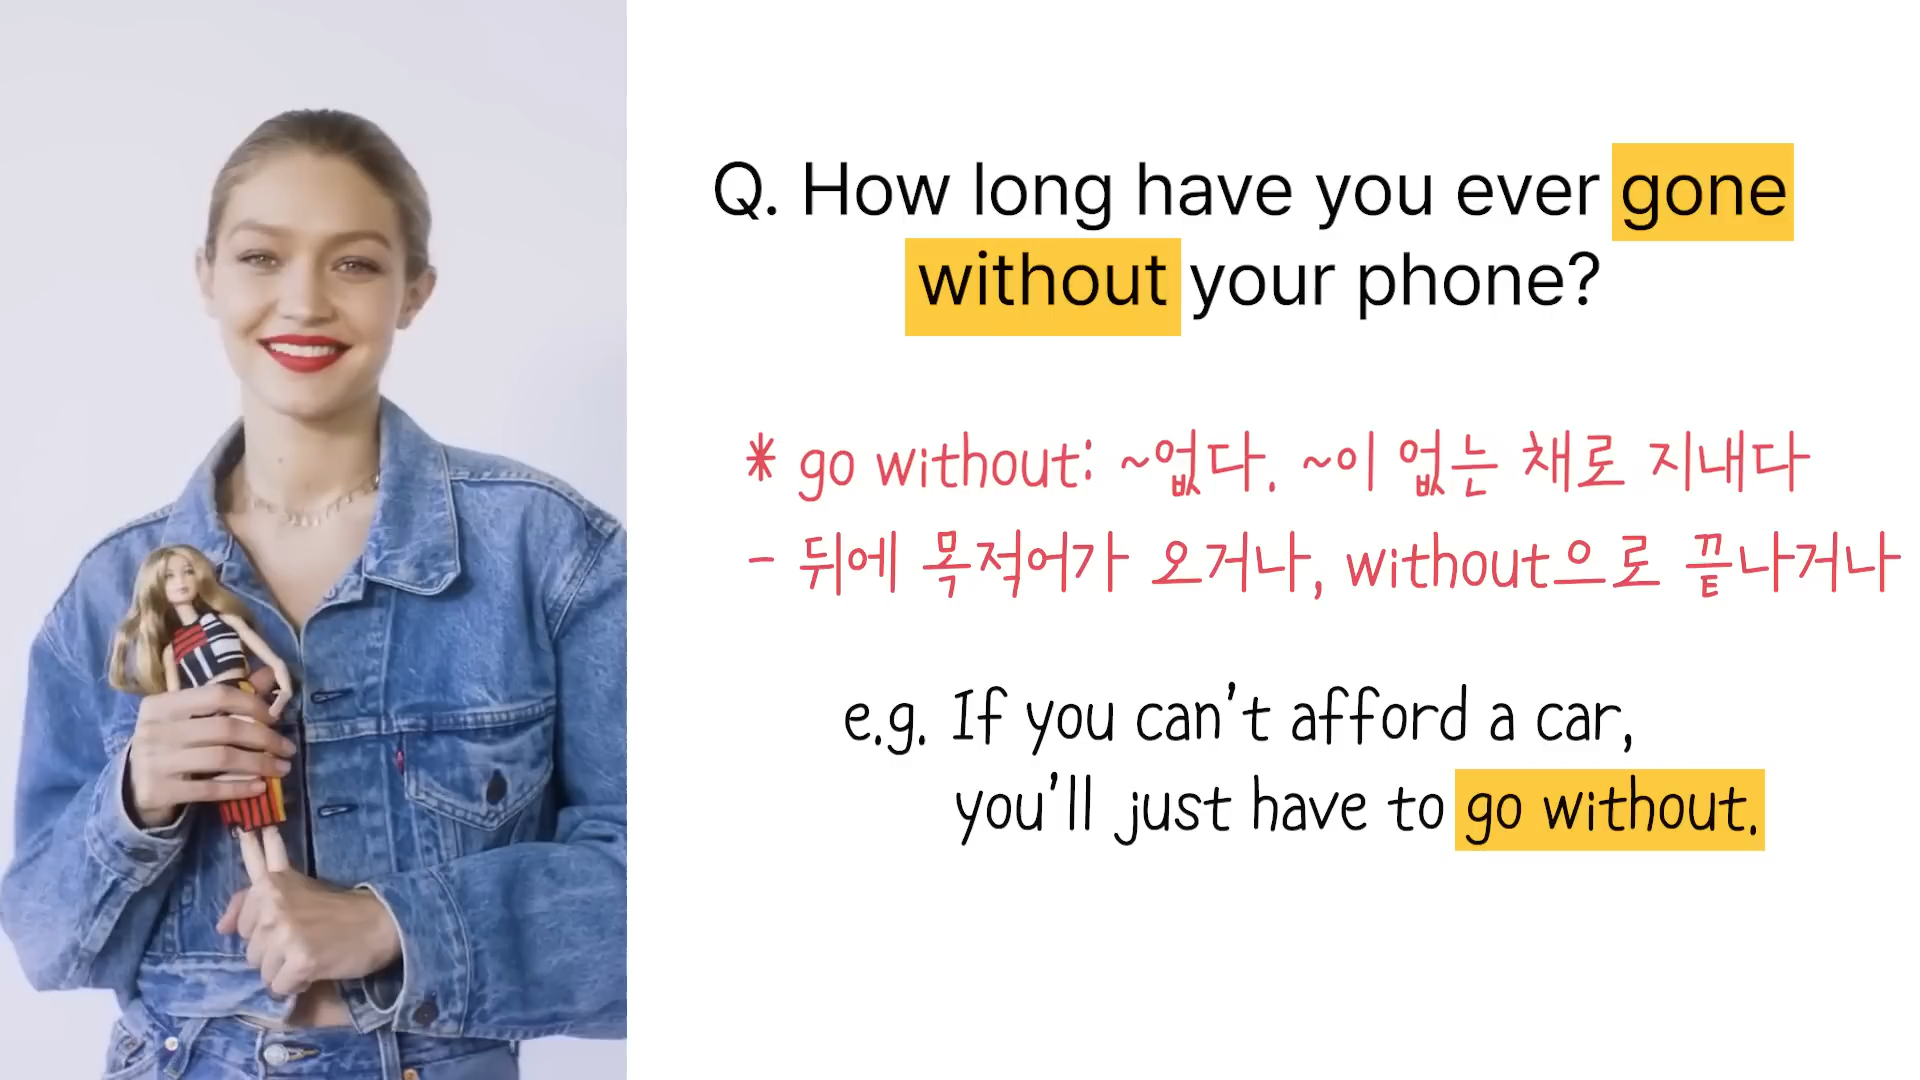 Q. How long have you ever gone
without your phone?
* go without: ~없다. ~이 없는 채로 지내다
- 뒤에 목적어가 오거나, without으로 끝나거나
e.g. If you can't afford a car,
you'll just have to go without.